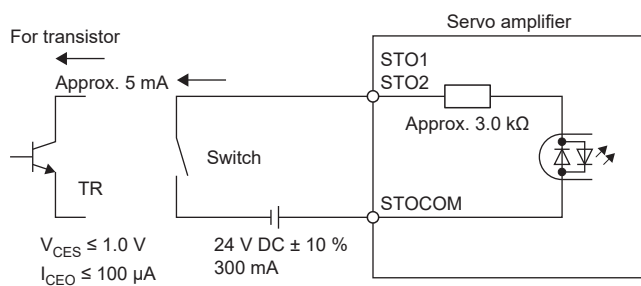 Servo amplifier
For transistor
Approx. 5 mA
STO1
STO2
Approx. 3.0 kΩ
Switch
TR
STOCOM
V_CES ≤ 1.0 V
I_CEO ≤ 100 µA
24 V DC ± 10 %
300 mA